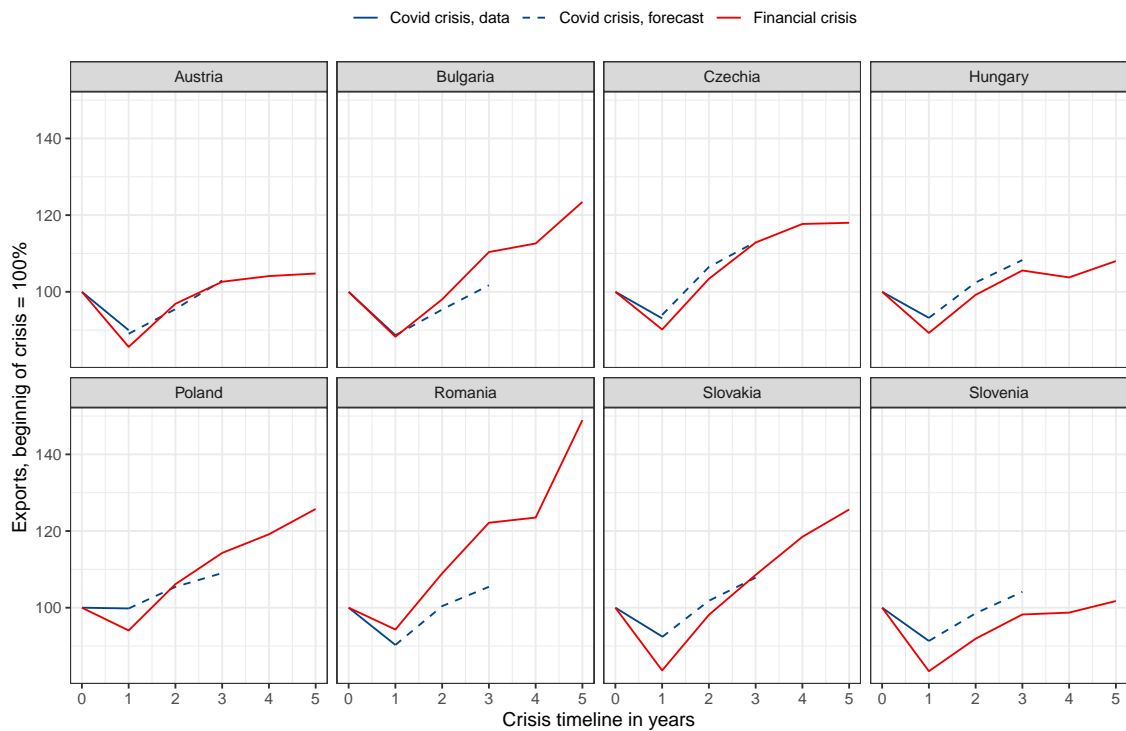 Covid crisis, data Covid crisis, forecast Financial crisis
Austria Bulgaria Czechia Hungary
140
120
100
Poland Romania Slovakia Slovenia
140
120
100
0 1 2 3 4 5 0 1 2 3 4 5 0 1 2 3 4 5 0 1 2 3 4 5
Crisis timeline in years
Exports, beginnig of crisis = 100%